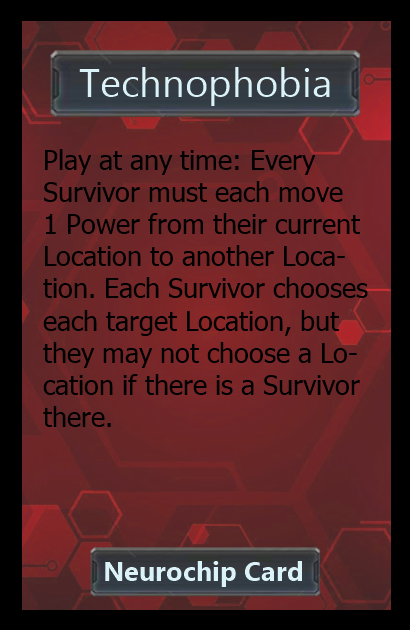 Technophobia
Play at any time: Every
Survivor must each move
1 Power from their current
Location to another Loca-
tion. Each Survivor chooses
each target Location, but
they may not choose a Lo-
cation if there is a Survivor
there.
Neurochip Card